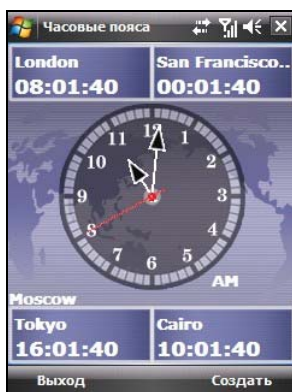 Часовые пояса
London
08:01:40
San Francisco..
00:01:40
12
11
1
10
2
9
3
8
4
7
5
6
AM
Moscow
Tokyo
16:01:40
Cairo
10:01:40
Выход
Создать